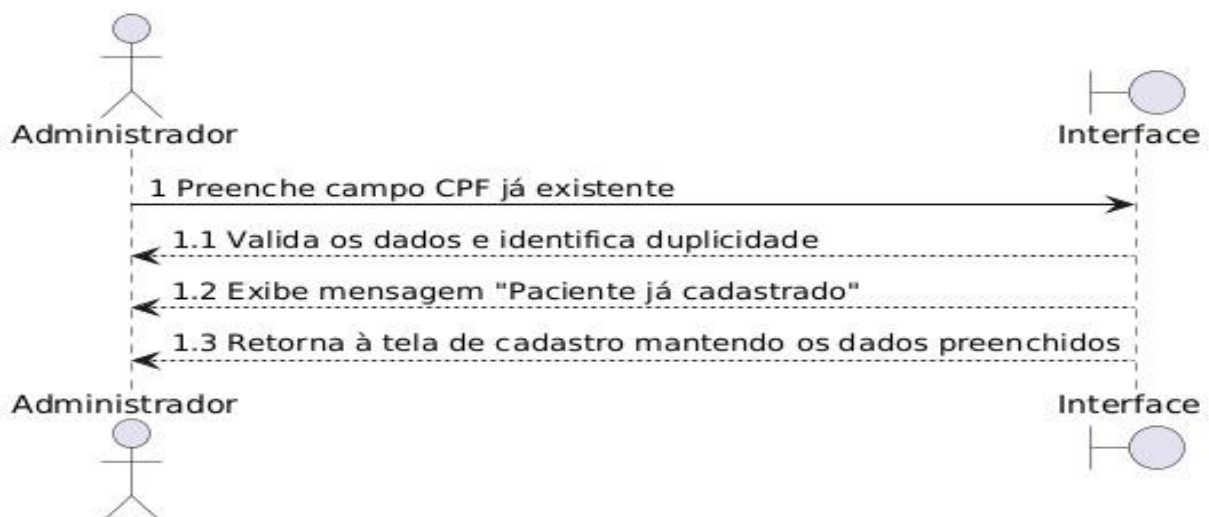 Administrador
Interface
1 Preenche campo CPF já existente
1.1 Valida os dados e identifica duplicidade
1.2 Exibe mensagem "Paciente já cadastrado"
1.3 Retorna à tela de cadastro mantendo os dados preenchidos
Administrador
Interface